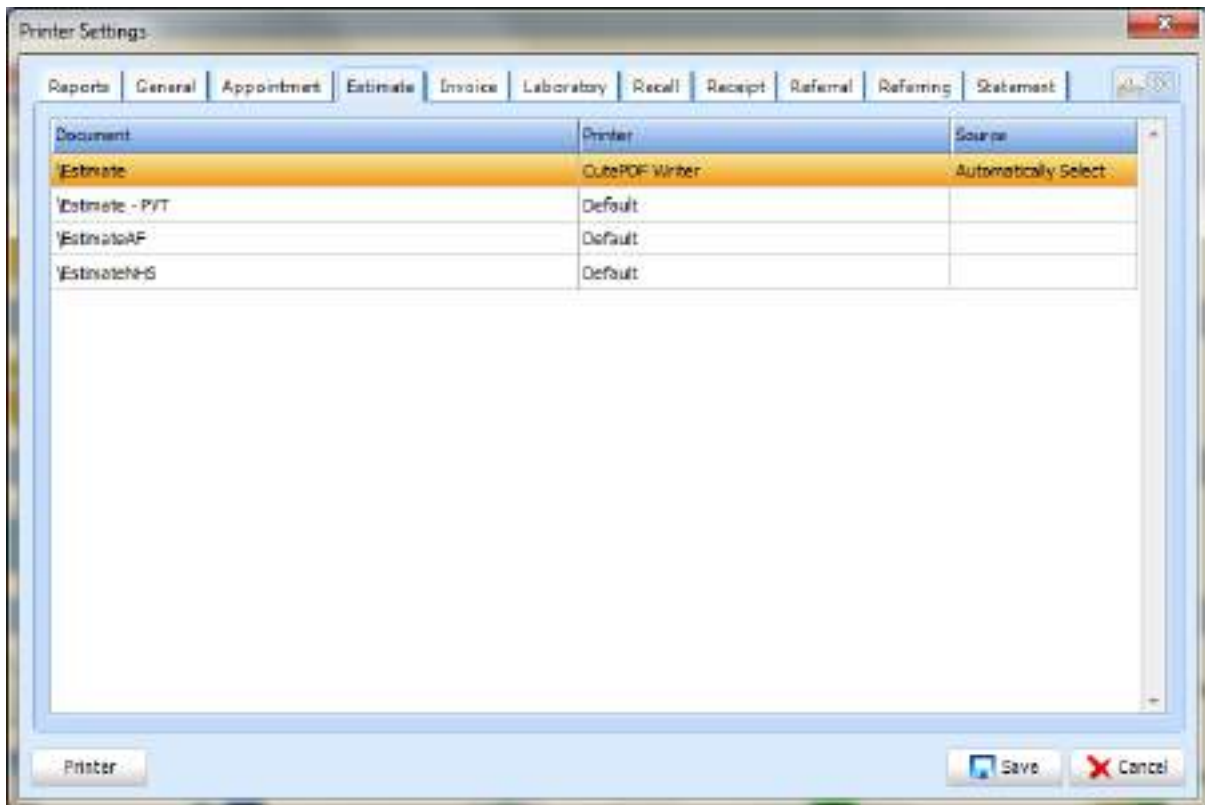 Printer Settings
Reports General Appointment Estimate Invoice Laboratory Recall Receipt Referral Referring Statement
Document Printer Source
\Estimate CutePDF Writer Automatically Select
\Estimate - PVT Default
\EstimateAF Default
\EstimateNHS Default
Printer Save Cancel